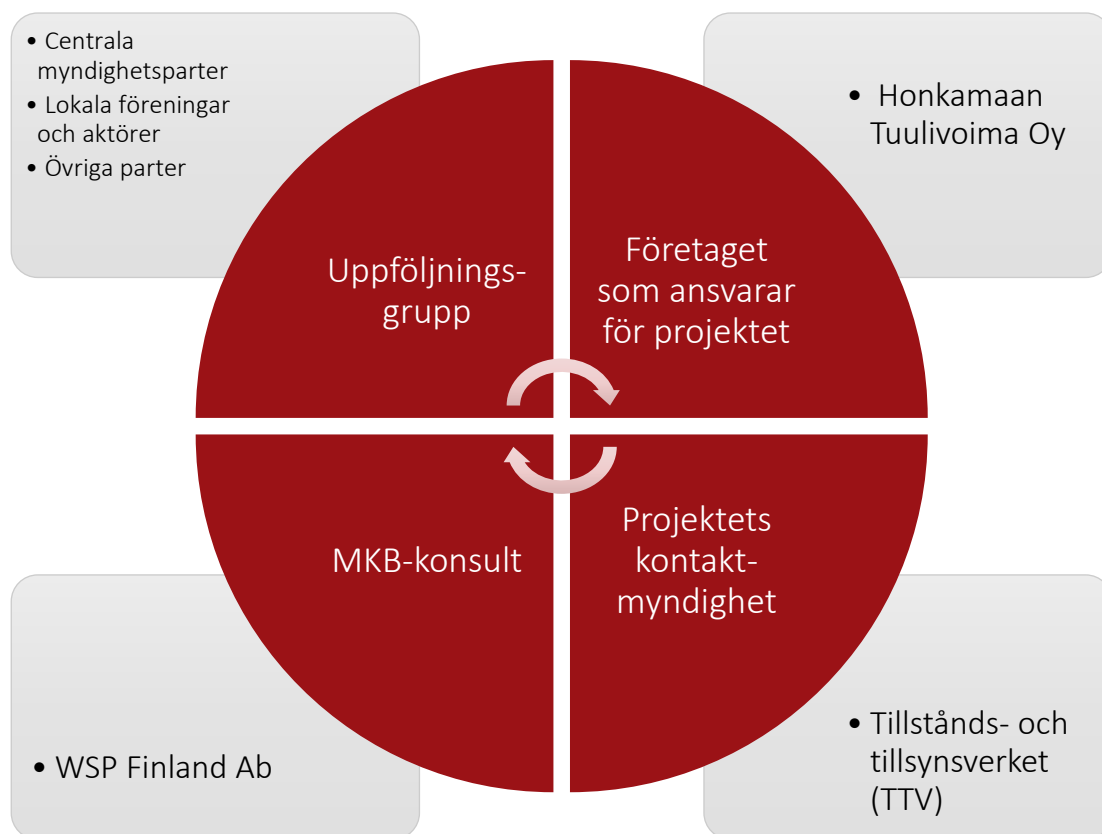 • Centrala
myndighetsparter
• Lokala föreningar
och aktörer
• Övriga parter
• Honkamaan
Tuulivoima Oy
Uppföljnings-
grupp
Företaget
som ansvarar
för projektet
MKB-konsult
Projektets
kontakt-
myndighet
• WSP Finland Ab
• Tillstånds- och
tillsynsverket
(TTV)